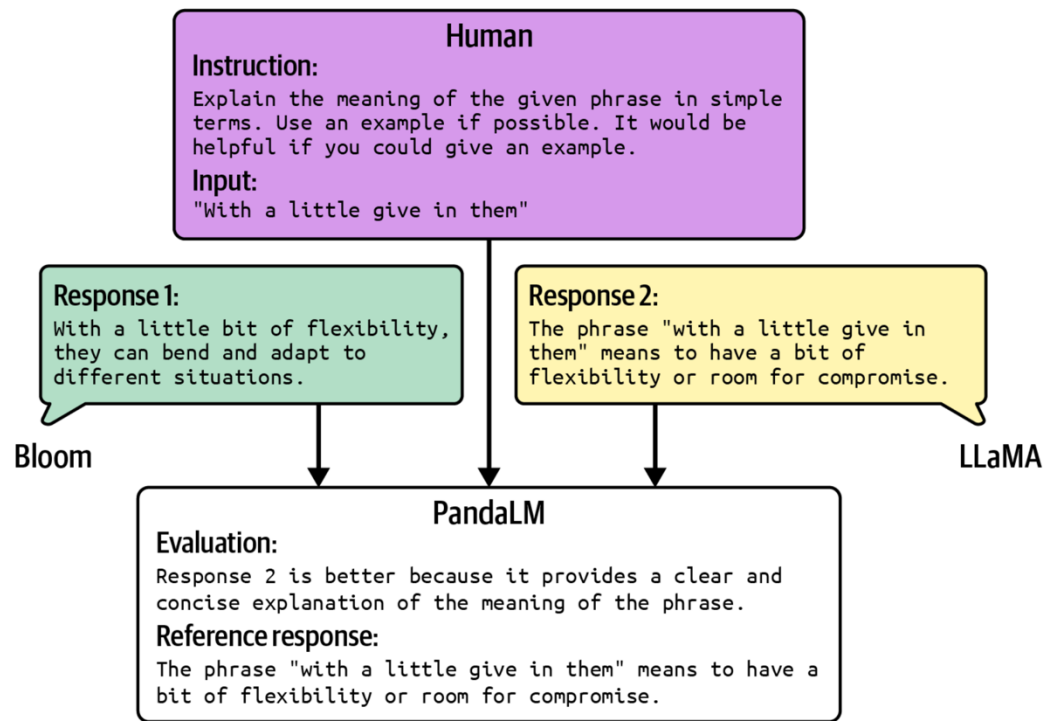 Human
Instruction:
Explain the meaning of the given phrase in simple
terms. Use an example if possible. It would be
helpful if you could give an example.
Input:
"With a little give in them"
Response 1:
With a little bit of flexibility,
they can bend and adapt to
different situations.
Bloom
Response 2:
The phrase "with a little give in
them" means to have a bit of
flexibility or room for compromise.
LLaMA
PandaLM
Evaluation:
Response 2 is better because it provides a clear and
concise explanation of the meaning of the phrase.
Reference response:
The phrase "with a little give in them" means to have a
bit of flexibility or room for compromise.